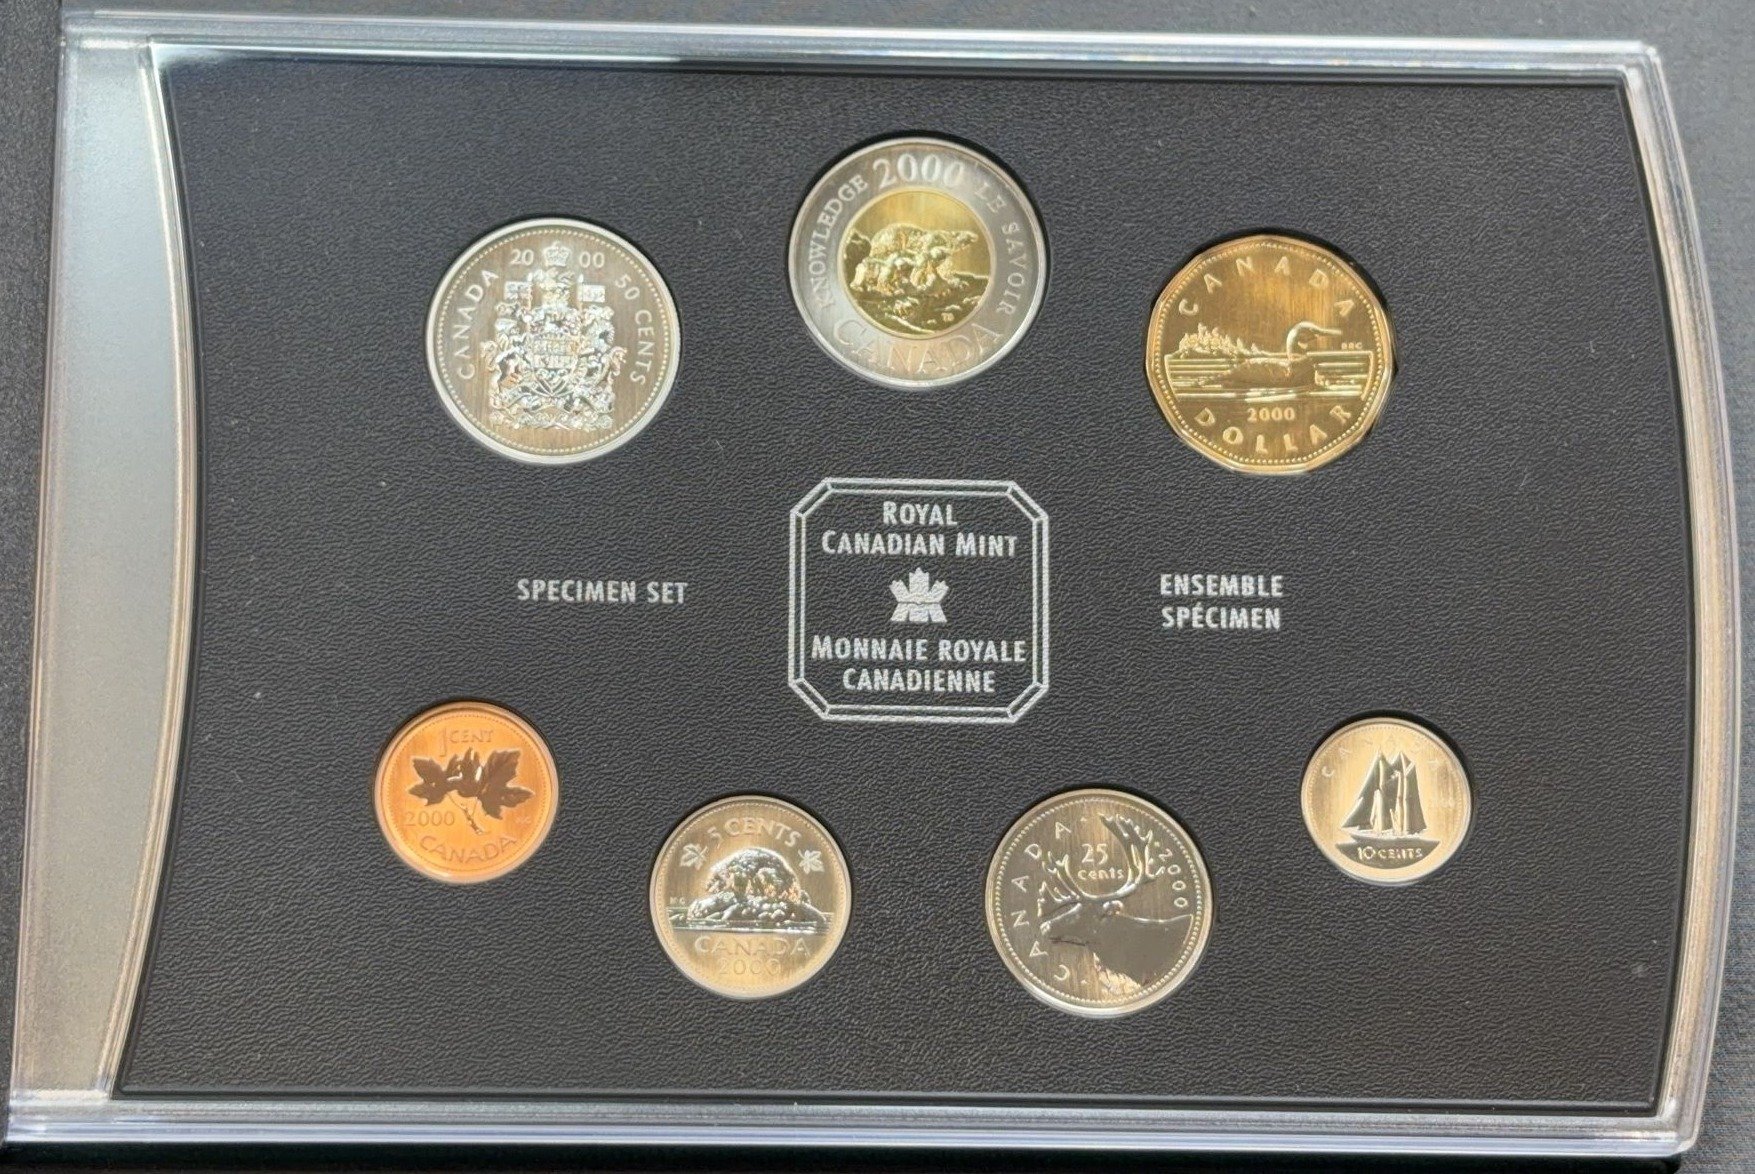 20 00
CANADA
50 CENTS
2000
KNOWLEDGE
LE SAVOIR
CANADA
CANADA
2000
DOLLAR
ROYAL
CANADIAN MINT
MONNAIE ROYALE
CANADIENNE
SPECIMEN SET
ENSEMBLE
SPÉCIMEN
1 CENT
2000
CANADA
5 CENTS
CANADA
2000
CANADA
25
cents
2000
CANADA
10 CENTS